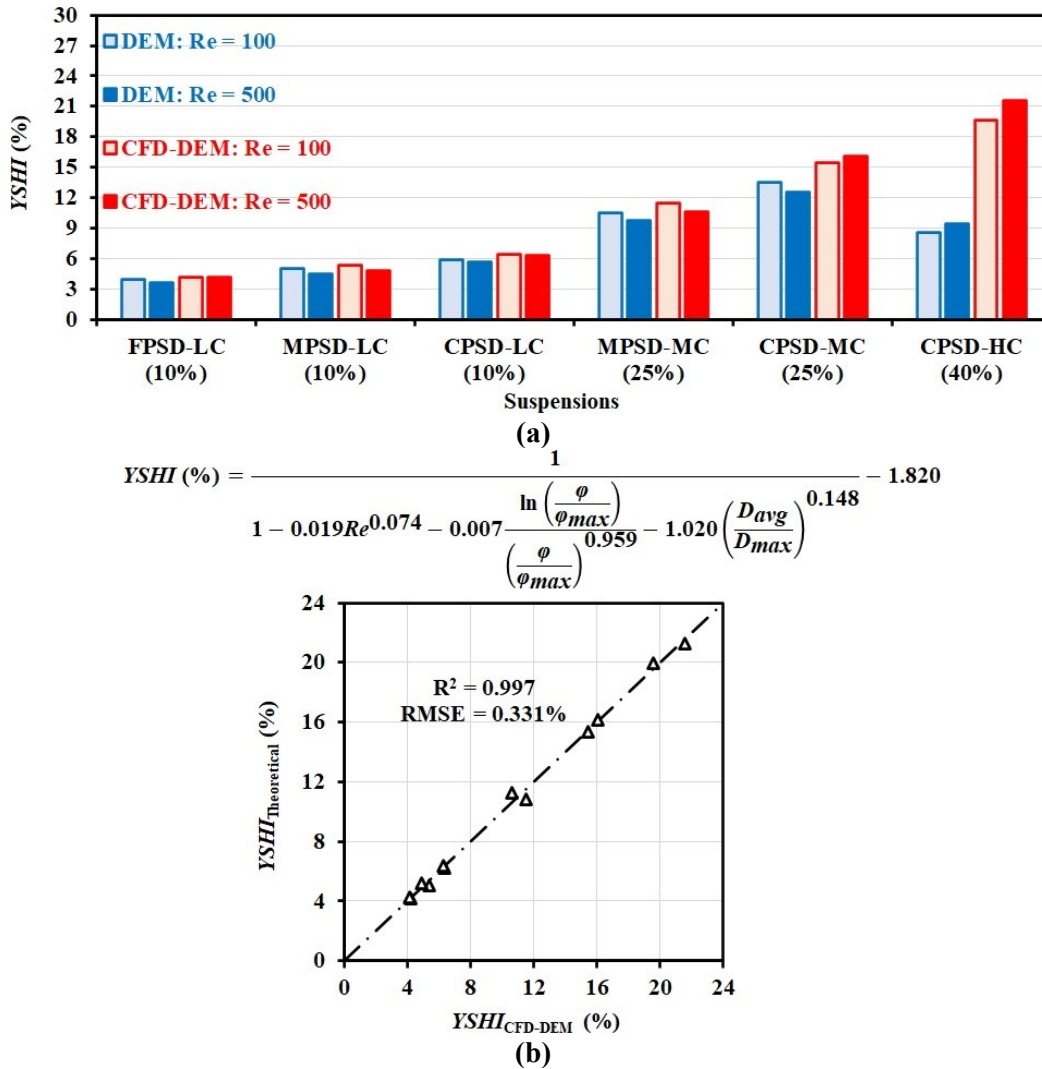 30
27
24
21
18
15
12
9
6
3
0
YSHI (%)
DEM: Re = 100
DEM: Re = 500
CFD-DEM: Re = 100
CFD-DEM: Re = 500
FPSD-LC (10%)
MPSD-LC (10%)
CPSD-LC (10%)
MPSD-MC (25%)
CPSD-MC (25%)
CPSD-HC (40%)
Suspensions
(a)
YSHI (%) = 1 / (1 − 0.019Re^0.074 − 0.007 ln(φ/φmax) / (φ/φmax)^0.959 − 1.020 (Davg/Dmax)^0.148) − 1.820
24
20
16
12
8
4
0
YSHITheoretical (%)
R² = 0.997
RMSE = 0.331%
0 4 8 12 16 20 24
YSHICFD-DEM (%)
(b)